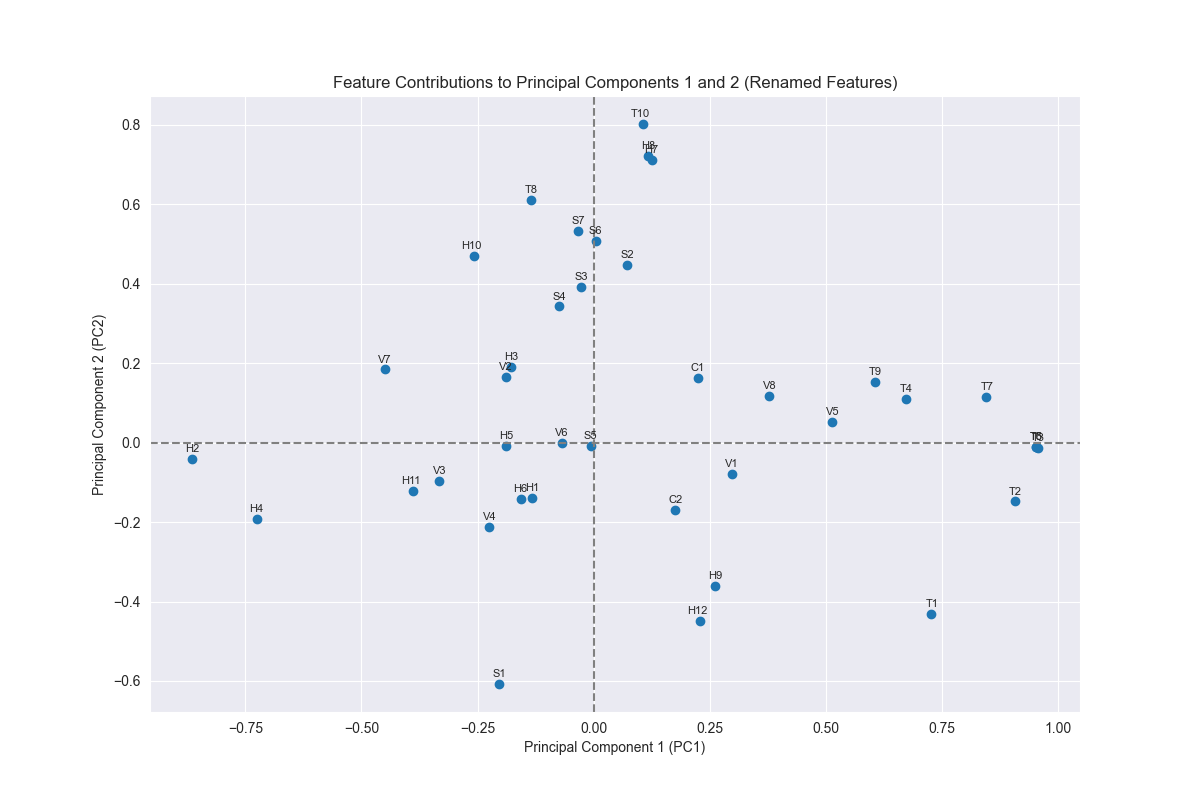 Feature Contributions to Principal Components 1 and 2 (Renamed Features)
T10
0.8
H8
H7
T8
0.6
S7
S6
H10
S2
S3
0.4
S4
V7
H3
V2
0.2
C1
V8
T9
T4
T7
V5
H5
V6
S5
0.0
H2
H11
V3
V1
H4
H6
H1
C2
T2
V4
−0.2
H9
−0.4
H12
T1
S1
−0.6
−0.75
−0.50
−0.25
0.00
0.25
0.50
0.75
1.00
Principal Component 1 (PC1)
Principal Component 2 (PC2)